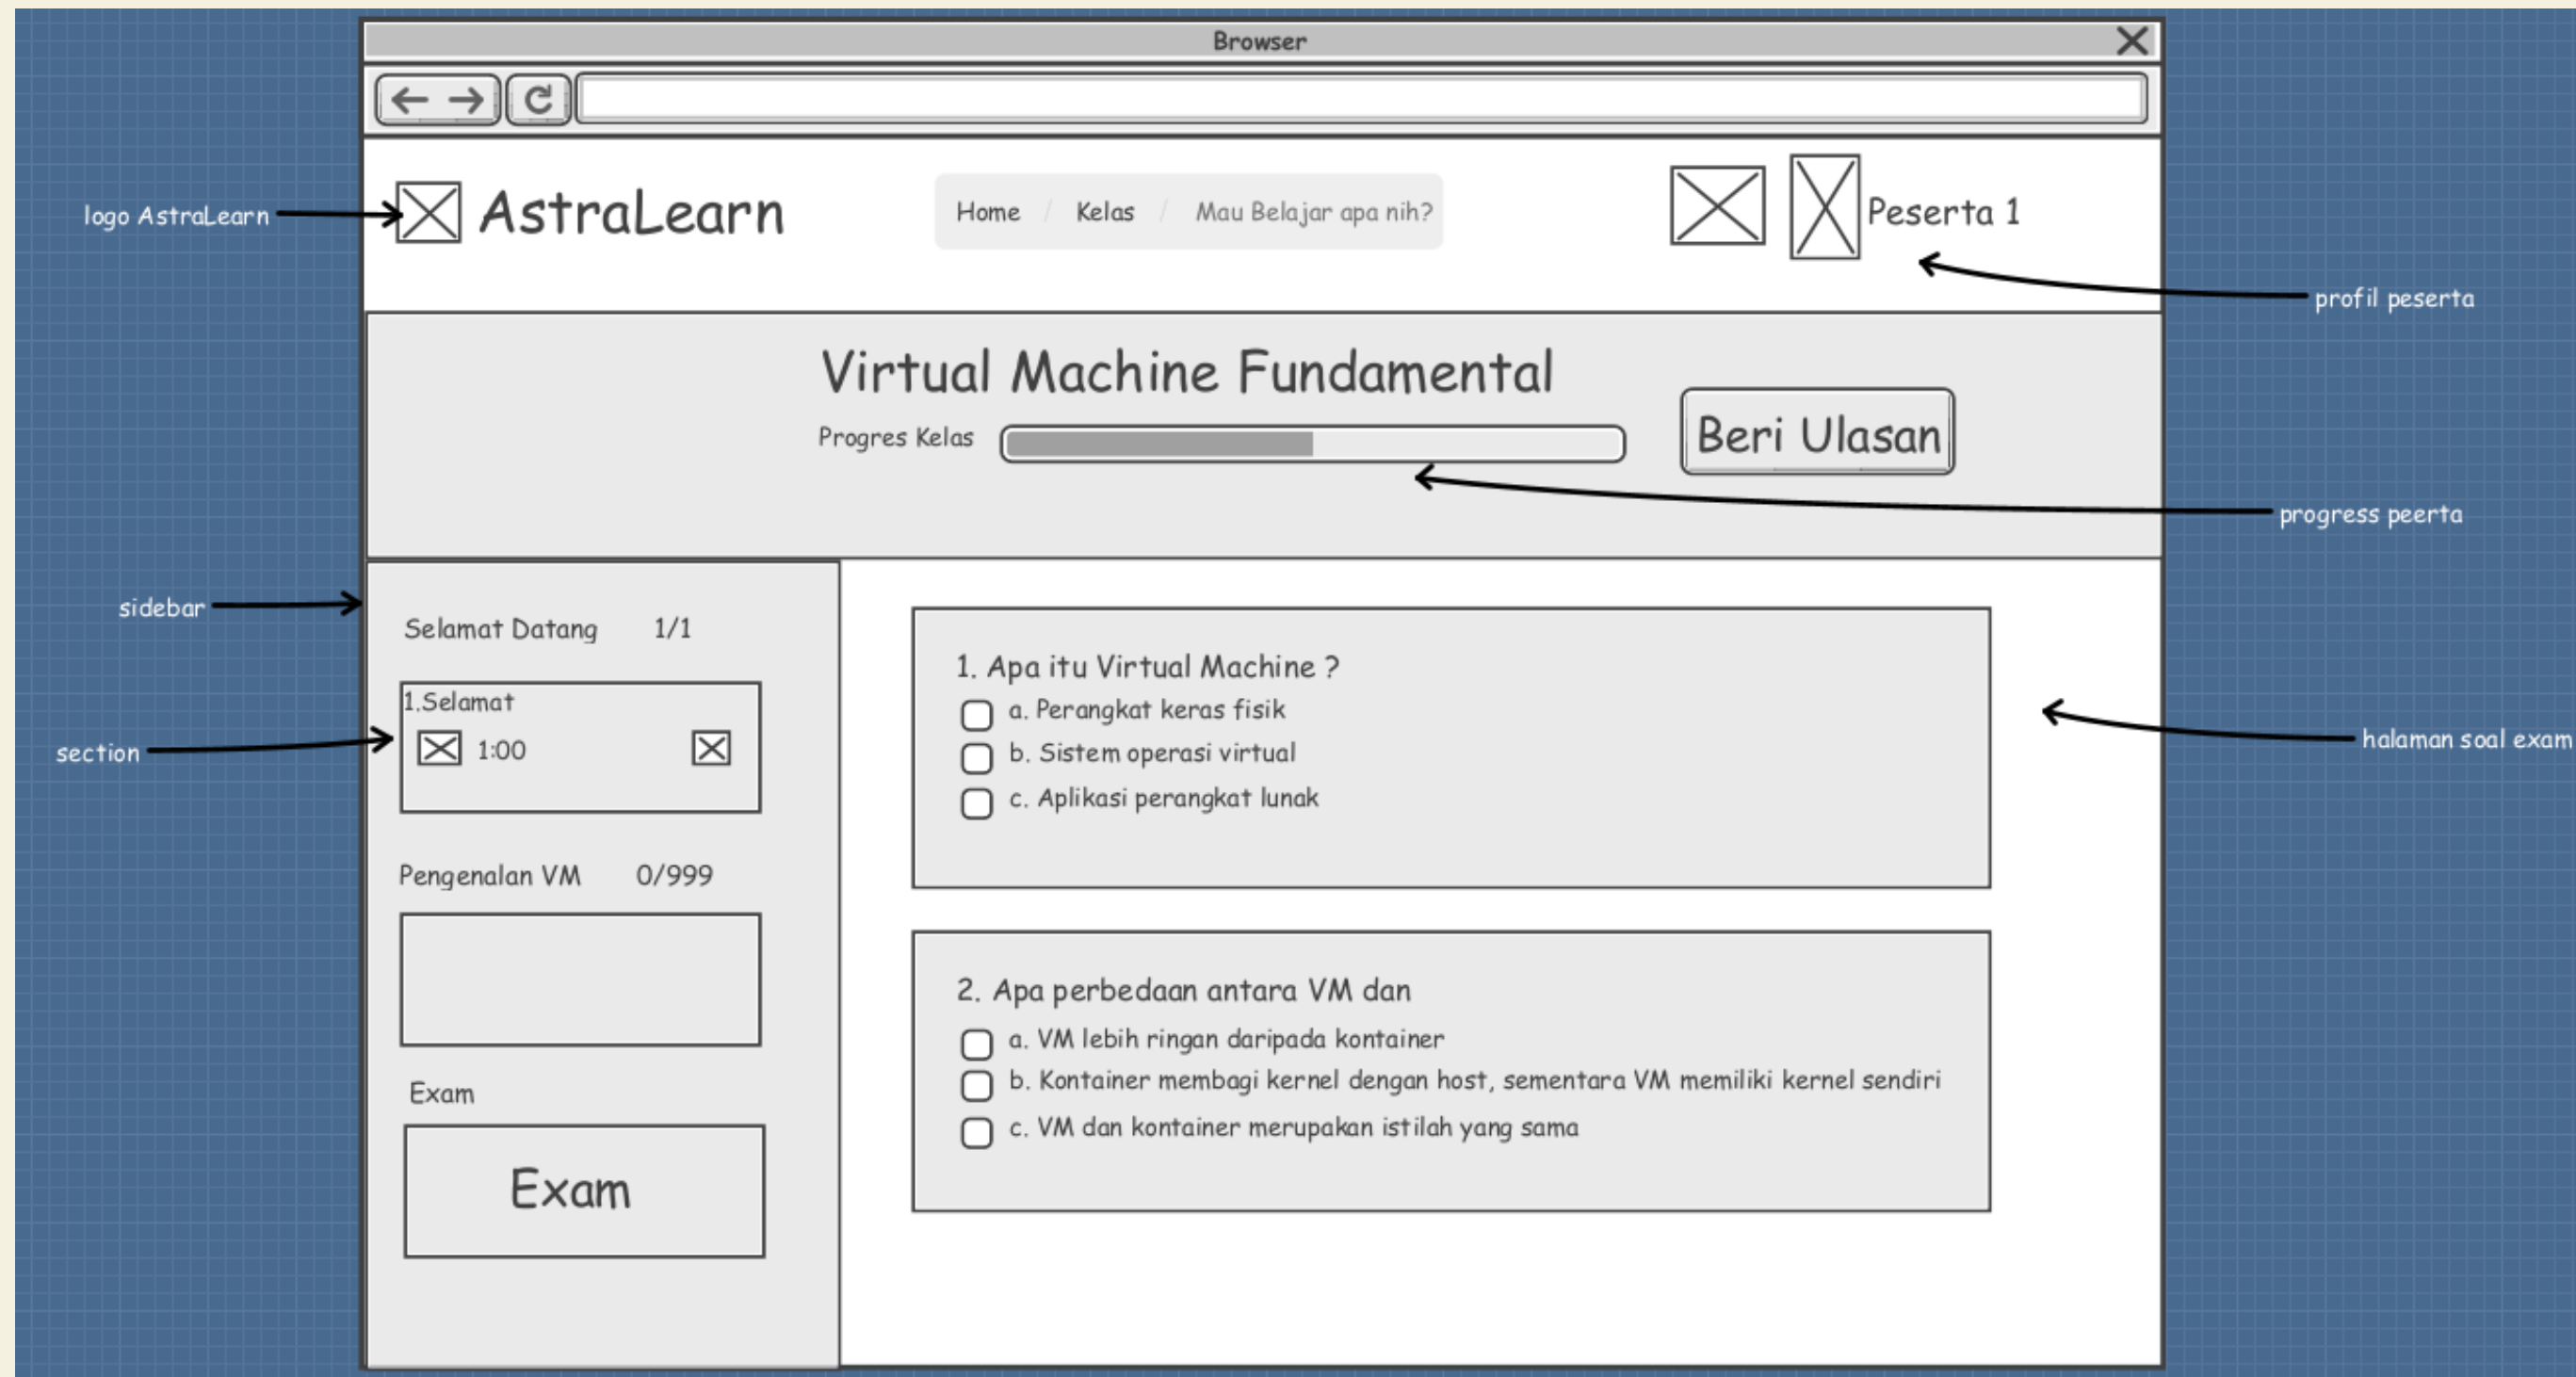 Browser
logo AstraLearn
AstraLearn
Home / Kelas / Mau Belajar apa nih?
Peserta 1
profil peserta
Virtual Machine Fundamental
Progres Kelas
Beri Ulasan
progress peerta
sidebar
Selamat Datang 1/1
1.Selamat
1:00
section
Pengenalan VM 0/999
Exam
Exam
1. Apa itu Virtual Machine ?
a. Perangkat keras fisik
b. Sistem operasi virtual
c. Aplikasi perangkat lunak
halaman soal exam
2. Apa perbedaan antara VM dan
a. VM lebih ringan daripada kontainer
b. Kontainer membagi kernel dengan host, sementara VM memiliki kernel sendiri
c. VM dan kontainer merupakan istilah yang sama